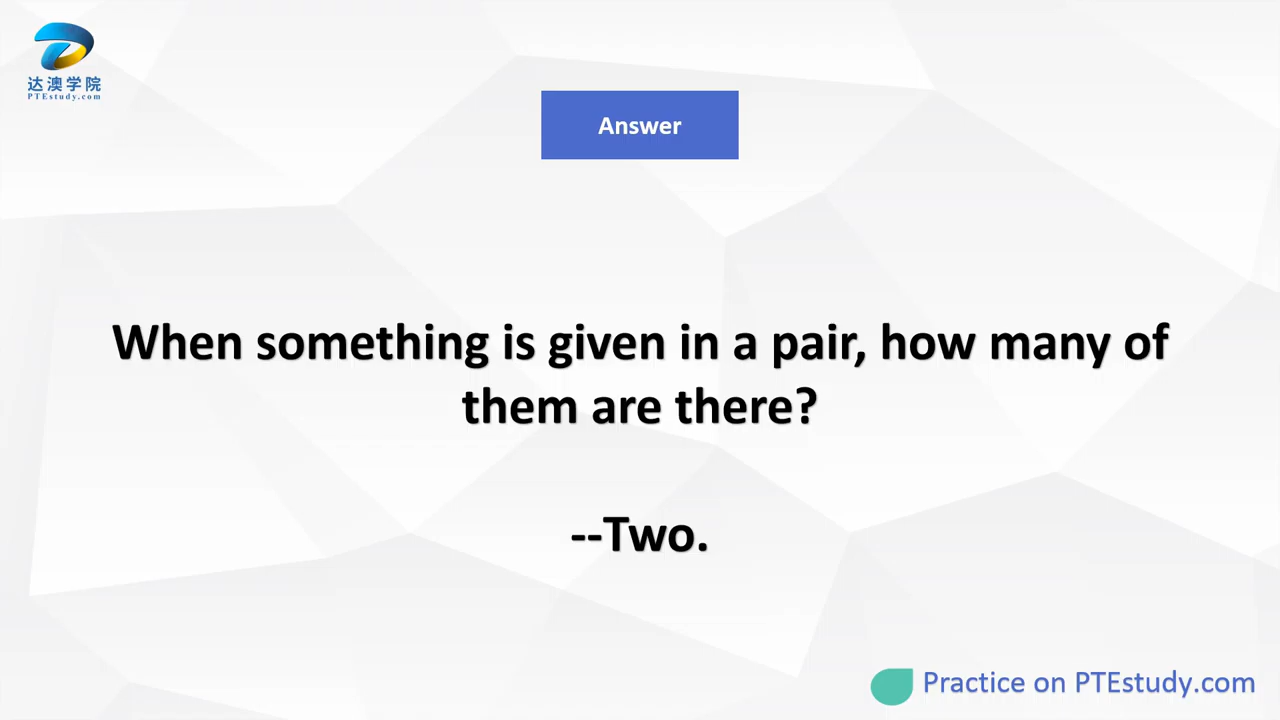 达澳学院
PTEstudy.com
Answer
When something is given in a pair, how many of
them are there?
--Two.
Practice on PTEstudy.com